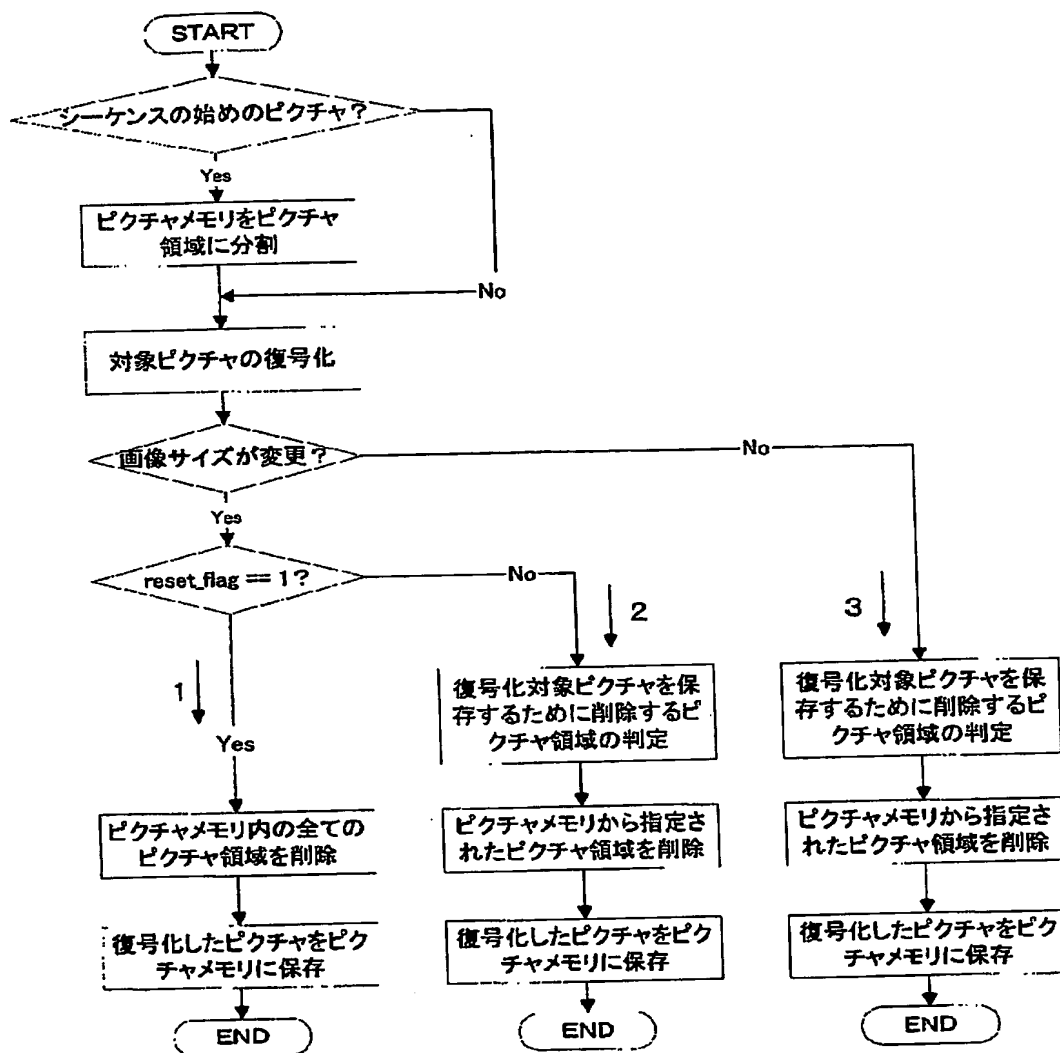 START
シーケンスの始めのピクチャ？
Yes
ピクチャメモリをピクチャ
領域に分割
No
対象ピクチャの復号化
画像サイズが変更？
No
Yes
reset_flag == 1？
No
1
Yes
2
3
ピクチャメモリ内の全ての
ピクチャ領域を削除
復号化したピクチャをピク
チャメモリに保存
END
復号化対象ピクチャを保
存するために削除するピ
クチャ領域の判定
ピクチャメモリから指定さ
れたピクチャ領域を削除
復号化したピクチャをピク
チャメモリに保存
END
復号化対象ピクチャを保
存するために削除するピ
クチャ領域の判定
ピクチャメモリから指定さ
れたピクチャ領域を削除
復号化したピクチャをピク
チャメモリに保存
END